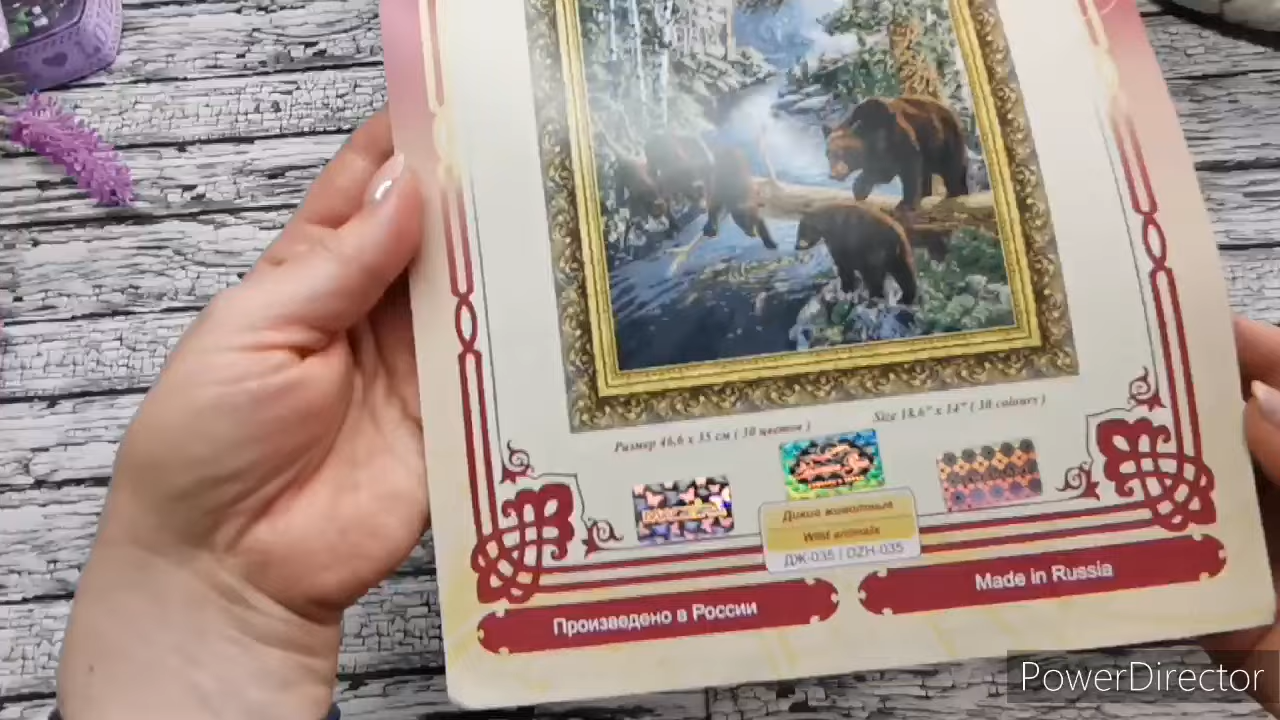 Размер 46,6 x 35 см ( 30 цветов )
Size 18,6" x 14" ( 30 colours )
Дикие животные
Wild animals
ДЖ-035 | DZH-035
Произведено в России
Made in Russia
PowerDirector